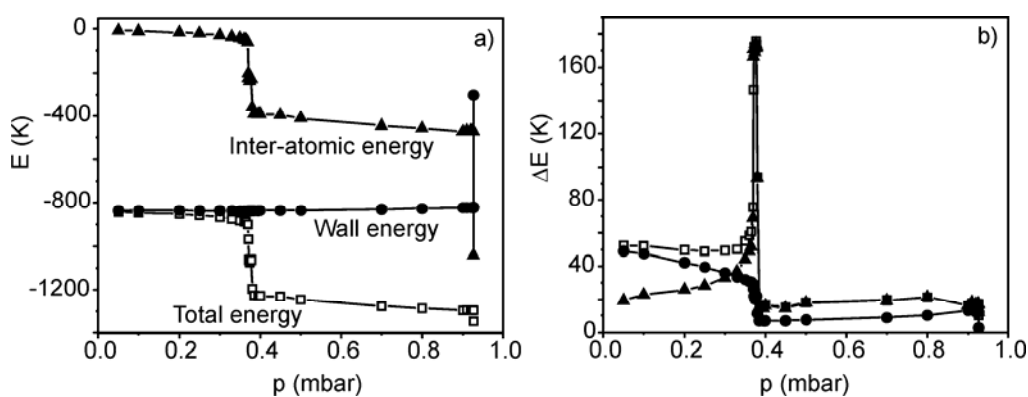 a)
E (K)
0
-400
-800
-1200
Inter-atomic energy
Wall energy
Total energy
0.0 0.2 0.4 0.6 0.8 1.0
p (mbar)
b)
ΔE (K)
160
120
80
40
0
0.0 0.2 0.4 0.6 0.8 1.0
p (mbar)